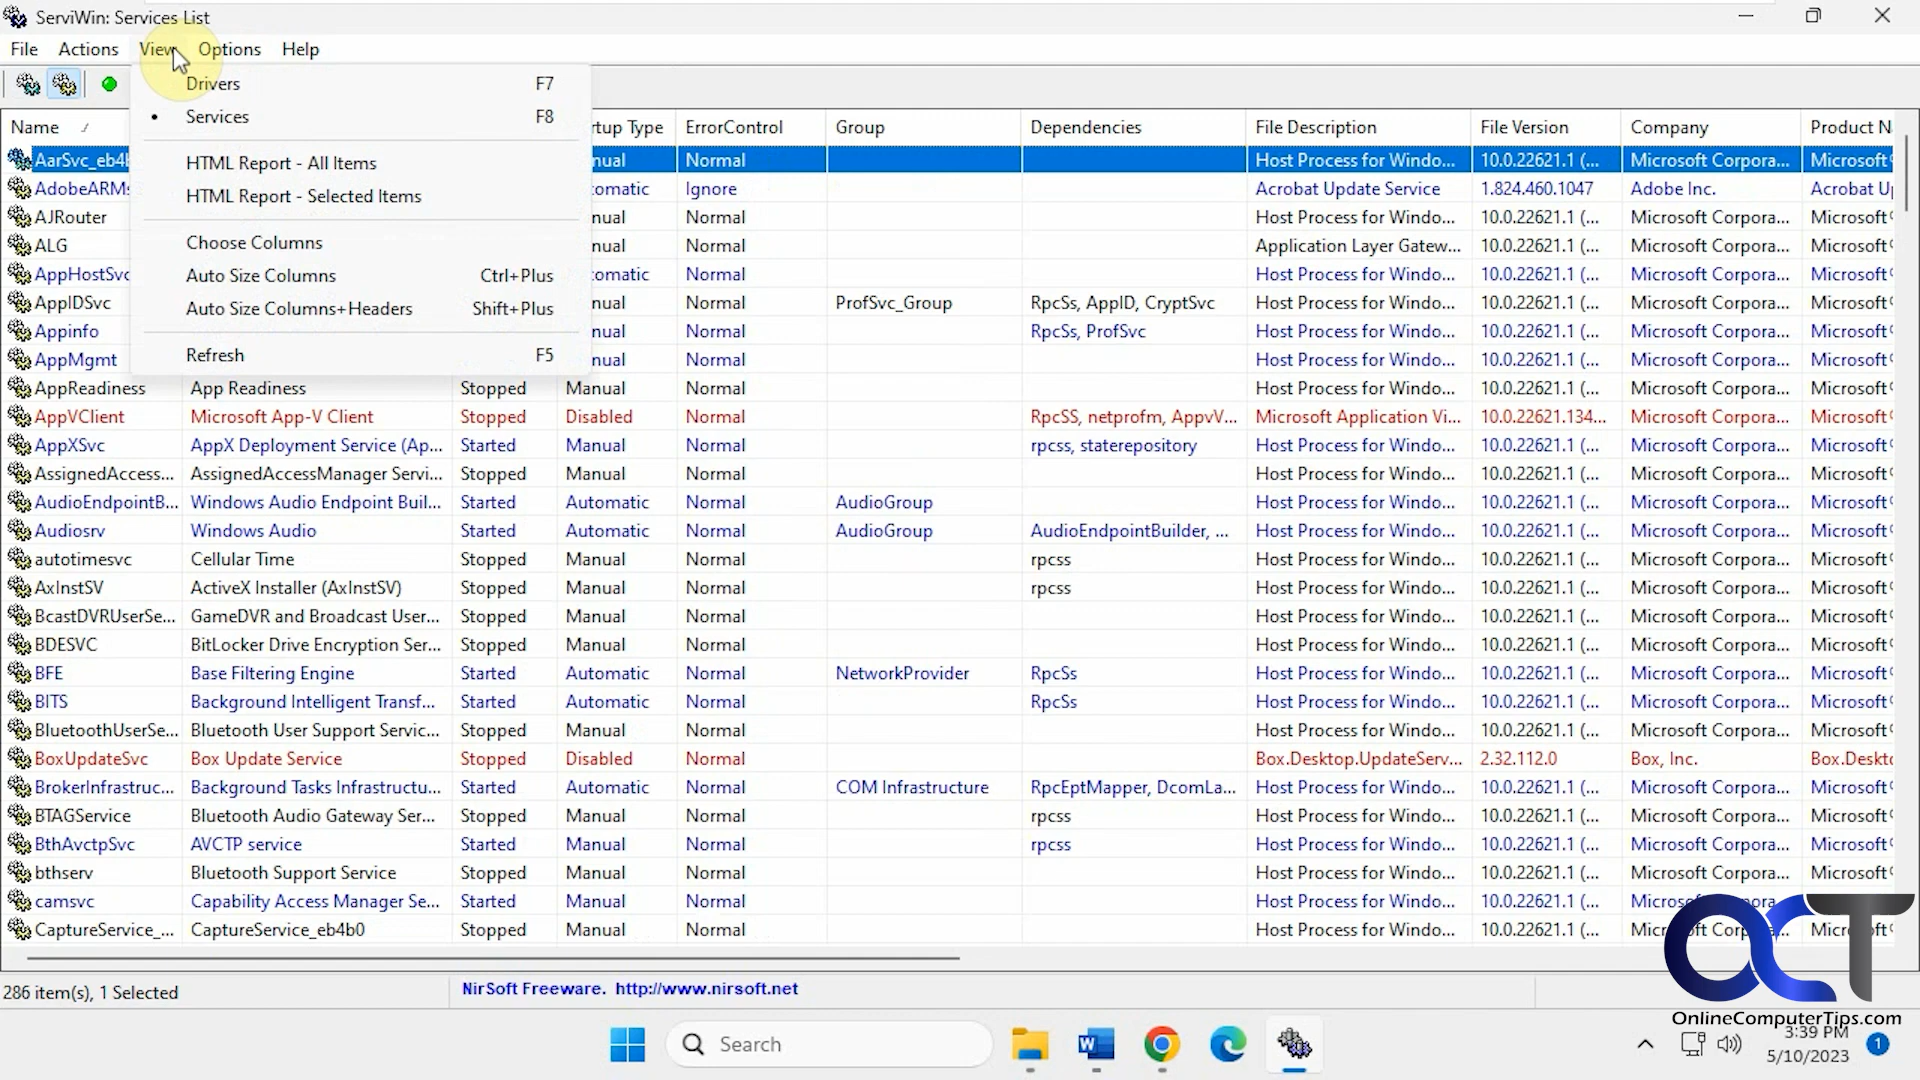 ServiWin: Services List
File Actions View Options Help
Drivers F7
• Services F8
HTML Report - All Items
HTML Report - Selected Items
Choose Columns
Auto Size Columns Ctrl+Plus
Auto Size Columns+Headers Shift+Plus
Refresh F5
Name rtup Type ErrorControl Group Dependencies File Description File Version Company Product N
AarSvc_eb4b nual Normal Host Process for Windo... 10.0.22621.1 (... Microsoft Corpora... Microsoft
AdobeARMs omatic Ignore Acrobat Update Service 1.824.460.1047 Adobe Inc. Acrobat U
AJRouter nual Normal Host Process for Windo... 10.0.22621.1 (... Microsoft Corpora... Microsoft
ALG nual Normal Application Layer Gatew... 10.0.22621.1 (... Microsoft Corpora... Microsoft
AppHostSvc omatic Normal Host Process for Windo... 10.0.22621.1 (... Microsoft Corpora... Microsoft
AppIDSvc nual Normal ProfSvc_Group RpcSs, AppID, CryptSvc Host Process for Windo... 10.0.22621.1 (... Microsoft Corpora... Microsoft
Appinfo nual Normal RpcSs, ProfSvc Host Process for Windo... 10.0.22621.1 (... Microsoft Corpora... Microsoft
AppMgmt nual Normal Host Process for Windo... 10.0.22621.1 (... Microsoft Corpora... Microsoft
AppReadiness App Readiness Stopped Manual Normal Host Process for Windo... 10.0.22621.1 (... Microsoft Corpora... Microsoft
AppVClient Microsoft App-V Client Stopped Disabled Normal RpcSS, netprofm, AppvV... Microsoft Application Vi... 10.0.22621.134... Microsoft Corpora... Microsoft
AppXSvc AppX Deployment Service (Ap... Started Manual Normal rpcss, staterepository Host Process for Windo... 10.0.22621.1 (... Microsoft Corpora... Microsoft
AssignedAccess... AssignedAccessManager Servi... Stopped Manual Normal Host Process for Windo... 10.0.22621.1 (... Microsoft Corpora... Microsoft
AudioEndpointB... Windows Audio Endpoint Buil... Started Automatic Normal AudioGroup Host Process for Windo... 10.0.22621.1 (... Microsoft Corpora... Microsoft
Audiosrv Windows Audio Started Automatic Normal AudioGroup AudioEndpointBuilder, ... Host Process for Windo... 10.0.22621.1 (... Microsoft Corpora... Microsoft
autotimesvc Cellular Time Stopped Manual Normal rpcss Host Process for Windo... 10.0.22621.1 (... Microsoft Corpora... Microsoft
AxInstSV ActiveX Installer (AxInstSV) Stopped Manual Normal rpcss Host Process for Windo... 10.0.22621.1 (... Microsoft Corpora... Microsoft
BcastDVRUserSe... GameDVR and Broadcast User... Stopped Manual Normal Host Process for Windo... 10.0.22621.1 (... Microsoft Corpora... Microsoft
BDESVC BitLocker Drive Encryption Ser... Stopped Manual Normal Host Process for Windo... 10.0.22621.1 (... Microsoft Corpora... Microsoft
BFE Base Filtering Engine Started Automatic Normal NetworkProvider RpcSs Host Process for Windo... 10.0.22621.1 (... Microsoft Corpora... Microsoft
BITS Background Intelligent Transf... Started Automatic Normal RpcSs Host Process for Windo... 10.0.22621.1 (... Microsoft Corpora... Microsoft
BluetoothUserSe... Bluetooth User Support Servic... Stopped Manual Normal Host Process for Windo... 10.0.22621.1 (... Microsoft Corpora... Microsoft
BoxUpdateSvc Box Update Service Stopped Disabled Normal Box.Desktop.UpdateServ... 2.32.112.0 Box, Inc. Box.Deskt
BrokerInfrastruc... Background Tasks Infrastructu... Started Automatic Normal COM Infrastructure RpcEptMapper, DcomLa... Host Process for Windo... 10.0.22621.1 (... Microsoft Corpora... Microsoft
BTAGService Bluetooth Audio Gateway Ser... Stopped Manual Normal rpcss Host Process for Windo... 10.0.22621.1 (... Microsoft Corpora... Microsoft
BthAvctpSvc AVCTP service Started Manual Normal rpcss Host Process for Windo... 10.0.22621.1 (... Microsoft Corpora... Microsoft
bthserv Bluetooth Support Service Stopped Manual Normal Host Process for Windo... 10.0.22621.1 (... Microsoft Corpora... Microsoft
camsvc Capability Access Manager Se... Started Manual Normal Host Process for Windo... 10.0.22621.1 (...
CaptureService_... CaptureService_eb4b0 Stopped Manual Normal Host Process for Windo... 10.0.22621.1 (...
286 item(s), 1 Selected NirSoft Freeware. http://www.nirsoft.net
OCT
OnlineComputerTips.com
Search
3:39 PM
5/10/2023
1